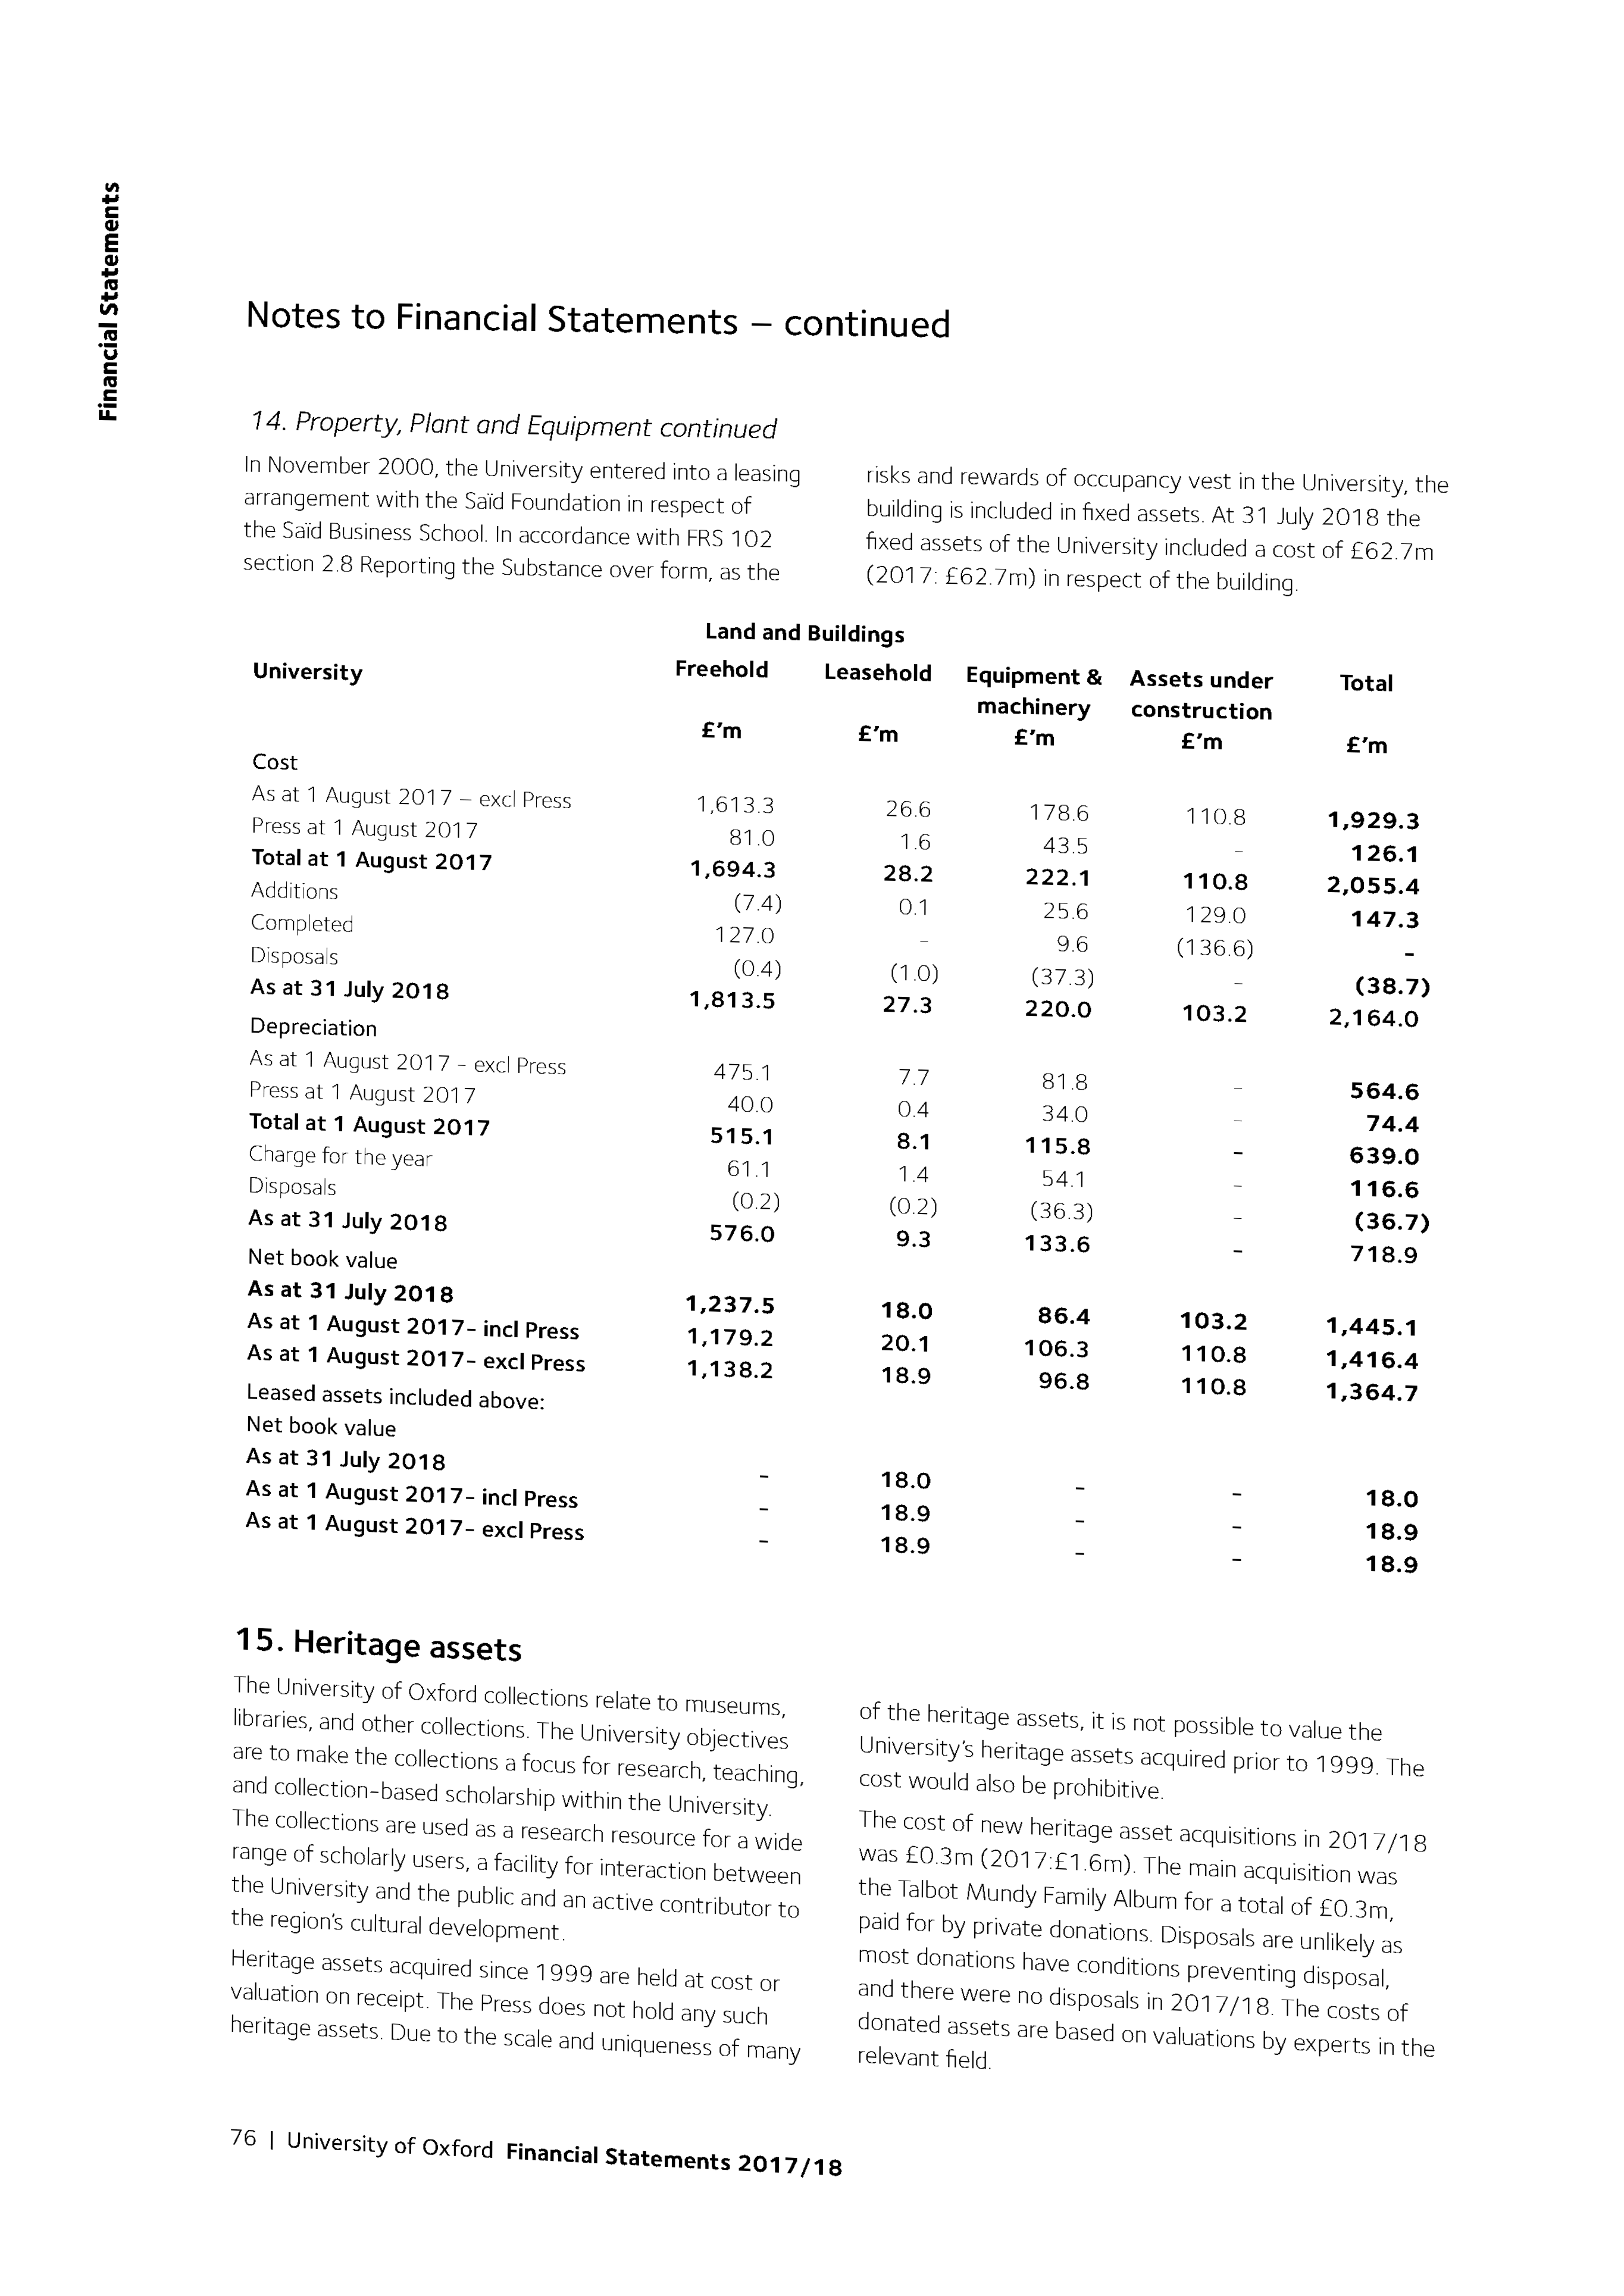 Financial Statements
Notes to Financial Statements – continued
14. Property, Plant and Equipment continued
In November 2000, the University entered into a leasing
arrangement with the Saïd Foundation in respect of
the Saïd Business School. In accordance with FRS 102
section 2.8 Reporting the Substance over form, as the
risks and rewards of occupancy vest in the University, the
building is included in fixed assets. At 31 July 2018 the
fixed assets of the University included a cost of £62.7m
(2017: £62.7m) in respect of the building.
Land and Buildings
University Freehold Leasehold Equipment & Assets under Total
machinery construction
£'m £'m £'m £'m £'m
Cost
As at 1 August 2017 – excl Press 1,613.3 26.6 178.6 110.8 1,929.3
Press at 1 August 2017 81.0 1.6 43.5 – 126.1
Total at 1 August 2017 1,694.3 28.2 222.1 110.8 2,055.4
Additions (7.4) 0.1 25.6 129.0 147.3
Completed 127.0 – 9.6 (136.6) –
Disposals (0.4) (1.0) (37.3) – (38.7)
As at 31 July 2018 1,813.5 27.3 220.0 103.2 2,164.0
Depreciation
As at 1 August 2017 – excl Press 475.1 7.7 81.8 – 564.6
Press at 1 August 2017 40.0 0.4 34.0 – 74.4
Total at 1 August 2017 515.1 8.1 115.8 – 639.0
Charge for the year 61.1 1.4 54.1 – 116.6
Disposals (0.2) (0.2) (36.3) – (36.7)
As at 31 July 2018 576.0 9.3 133.6 – 718.9
Net book value
As at 31 July 2018 1,237.5 18.0 86.4 103.2 1,445.1
As at 1 August 2017– incl Press 1,179.2 20.1 106.3 110.8 1,416.4
As at 1 August 2017– excl Press 1,138.2 18.9 96.8 110.8 1,364.7
Leased assets included above:
Net book value
As at 31 July 2018 – 18.0 – – 18.0
As at 1 August 2017– incl Press – 18.9 – – 18.9
As at 1 August 2017– excl Press – 18.9 – – 18.9
15. Heritage assets
The University of Oxford collections relate to museums,
libraries, and other collections. The University objectives
are to make the collections a focus for research, teaching,
and collection-based scholarship within the University.
The collections are used as a research resource for a wide
range of scholarly users, a facility for interaction between
the University and the public and an active contributor to
the region's cultural development.
Heritage assets acquired since 1999 are held at cost or
valuation on receipt. The Press does not hold any such
heritage assets. Due to the scale and uniqueness of many
of the heritage assets, it is not possible to value the
University's heritage assets acquired prior to 1999. The
cost would also be prohibitive.
The cost of new heritage asset acquisitions in 2017/18
was £0.3m (2017:£1.6m). The main acquisition was
the Talbot Mundy Family Album for a total of £0.3m,
paid for by private donations. Disposals are unlikely as
most donations have conditions preventing disposal,
and there were no disposals in 2017/18. The costs of
donated assets are based on valuations by experts in the
relevant field.
76 | University of Oxford Financial Statements 2017/18